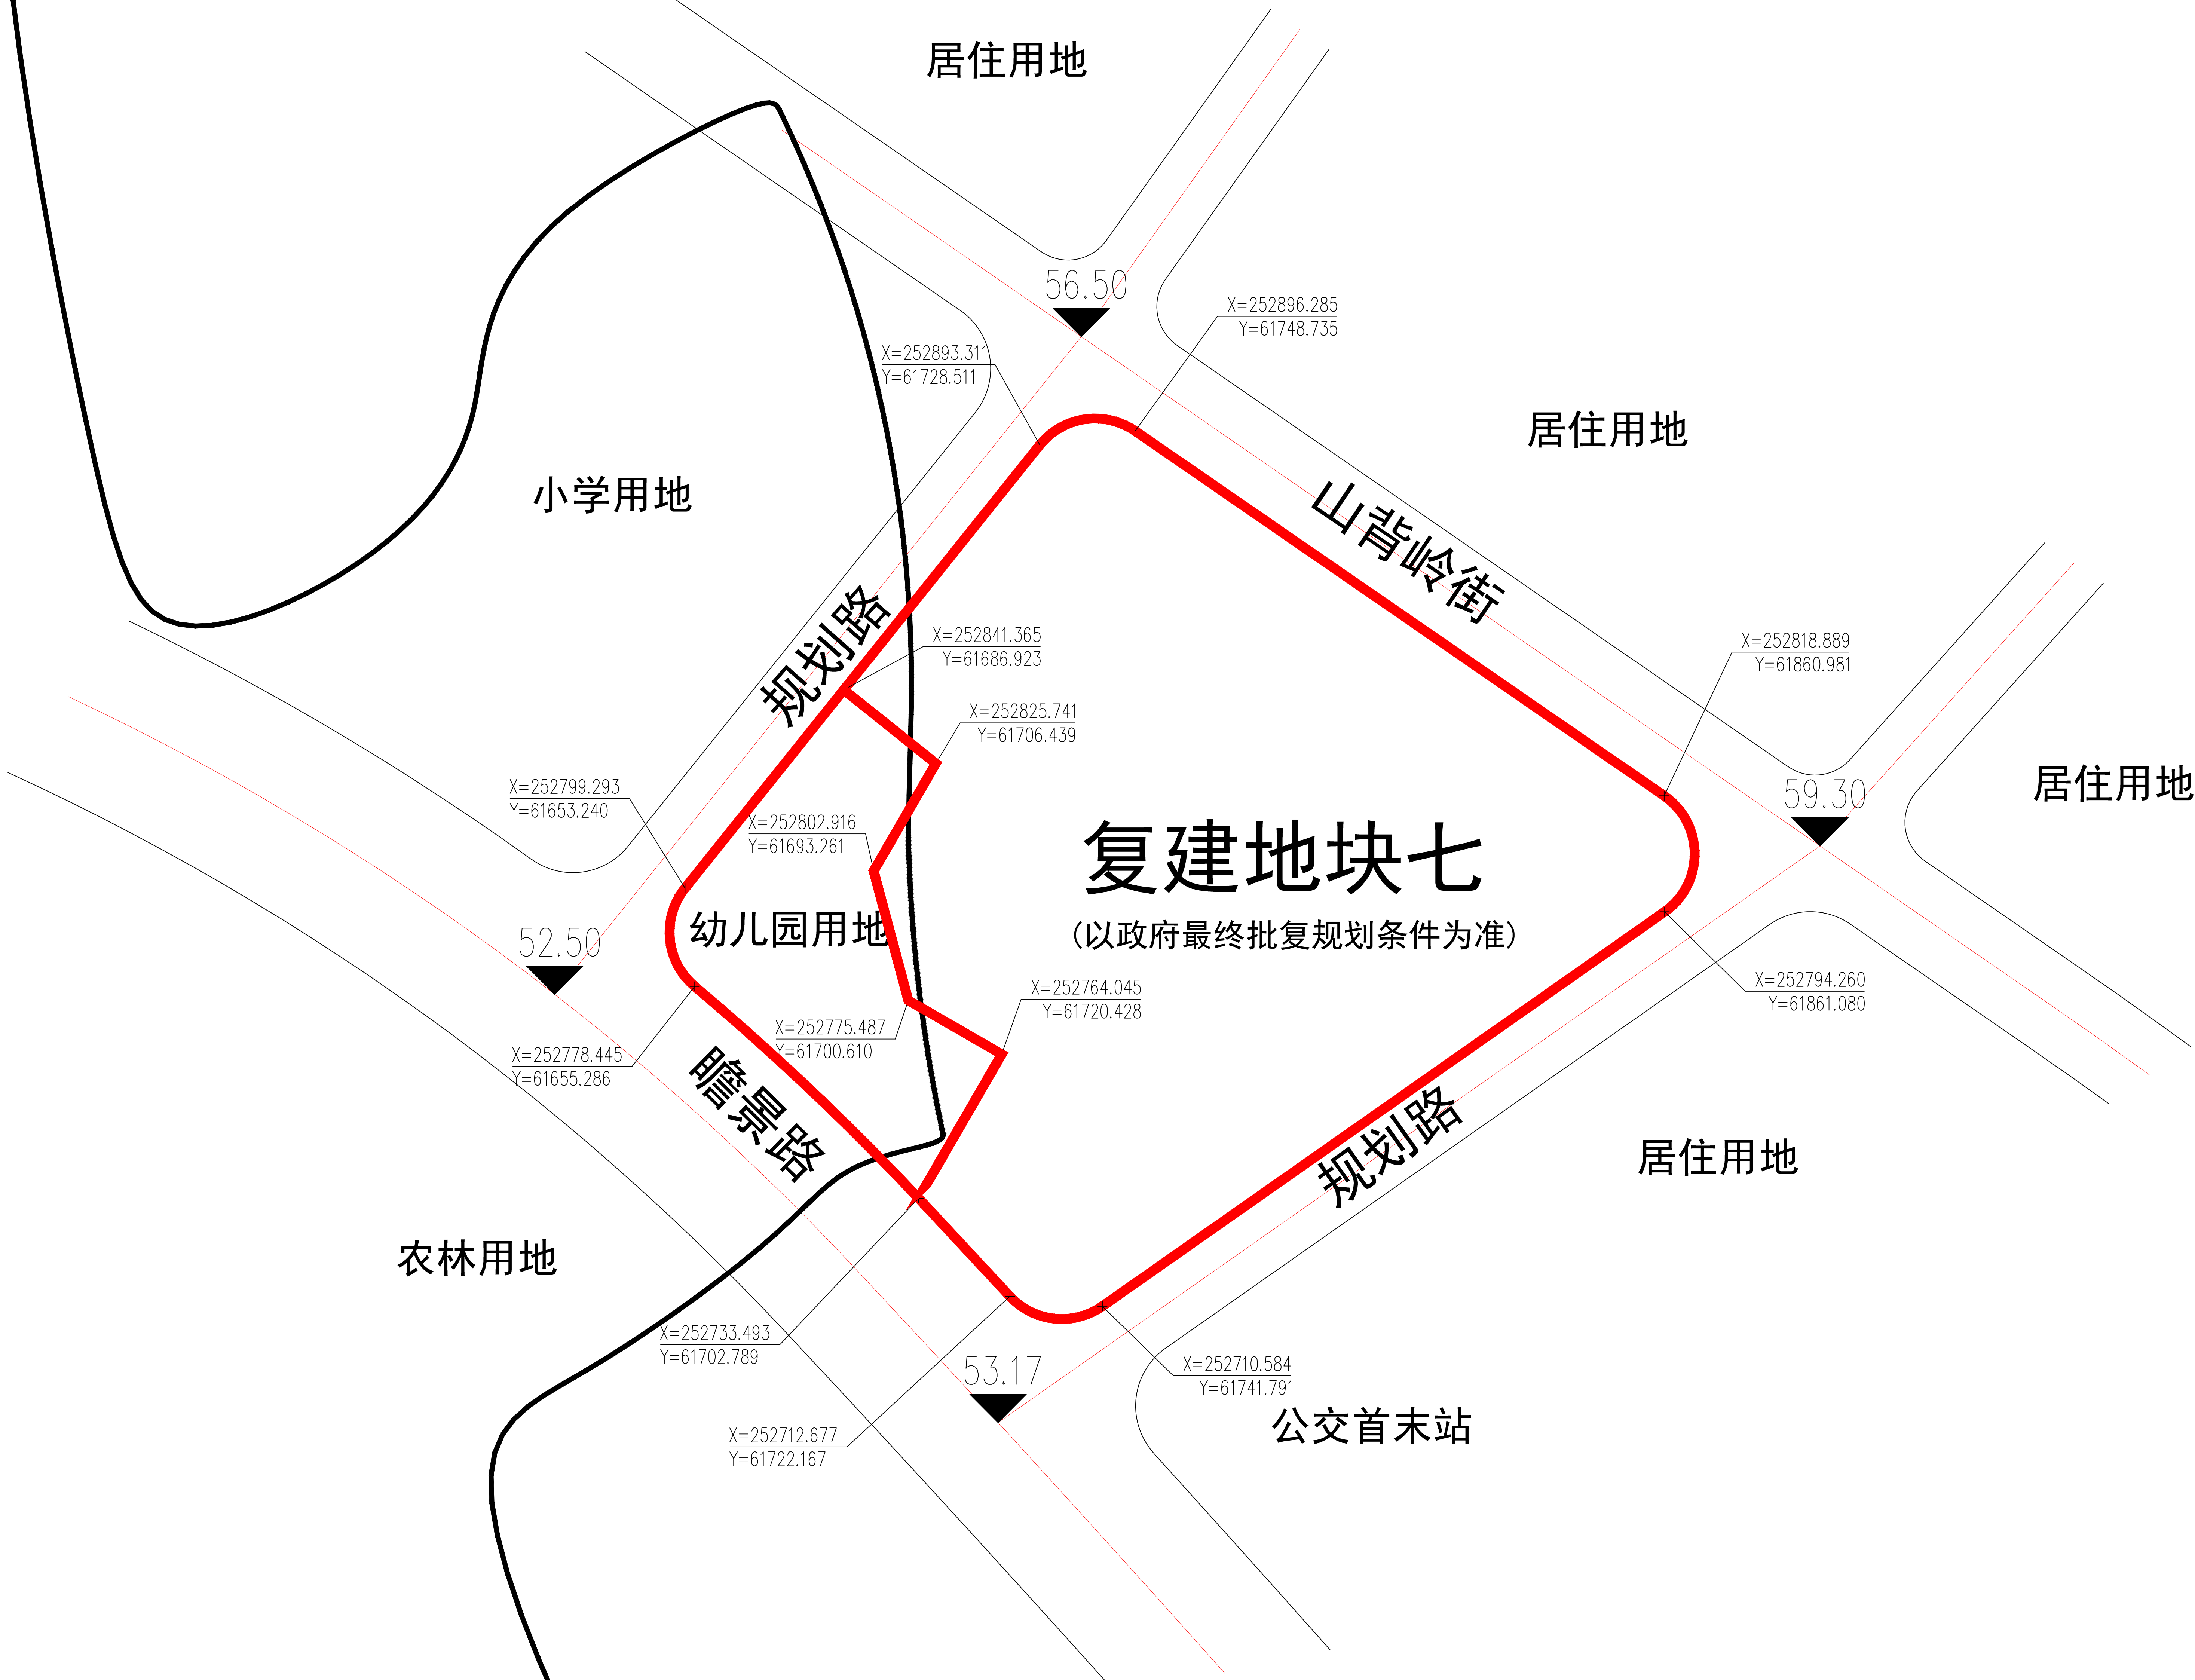 居住用地
56.50
X=252896.285
Y=61748.735
X=252893.311
Y=61728.511
居住用地
小学用地
山背岭街
规划路
X=252841.365
Y=61686.923
X=252818.889
Y=61860.981
X=252825.741
Y=61706.439
居住用地
X=252799.293
Y=61653.240
59.30
X=252802.916
Y=61693.261
复建地块七
(以政府最终批复规划条件为准)
幼儿园用地
52.50
X=252764.045
Y=61720.428
X=252794.260
Y=61861.080
X=252775.487
Y=61700.610
X=252778.445
Y=61655.286
瞻景路
规划路
居住用地
农林用地
X=252733.493
Y=61702.789
53.17
X=252710.584
Y=61741.791
公交首末站
X=252712.677
Y=61722.167